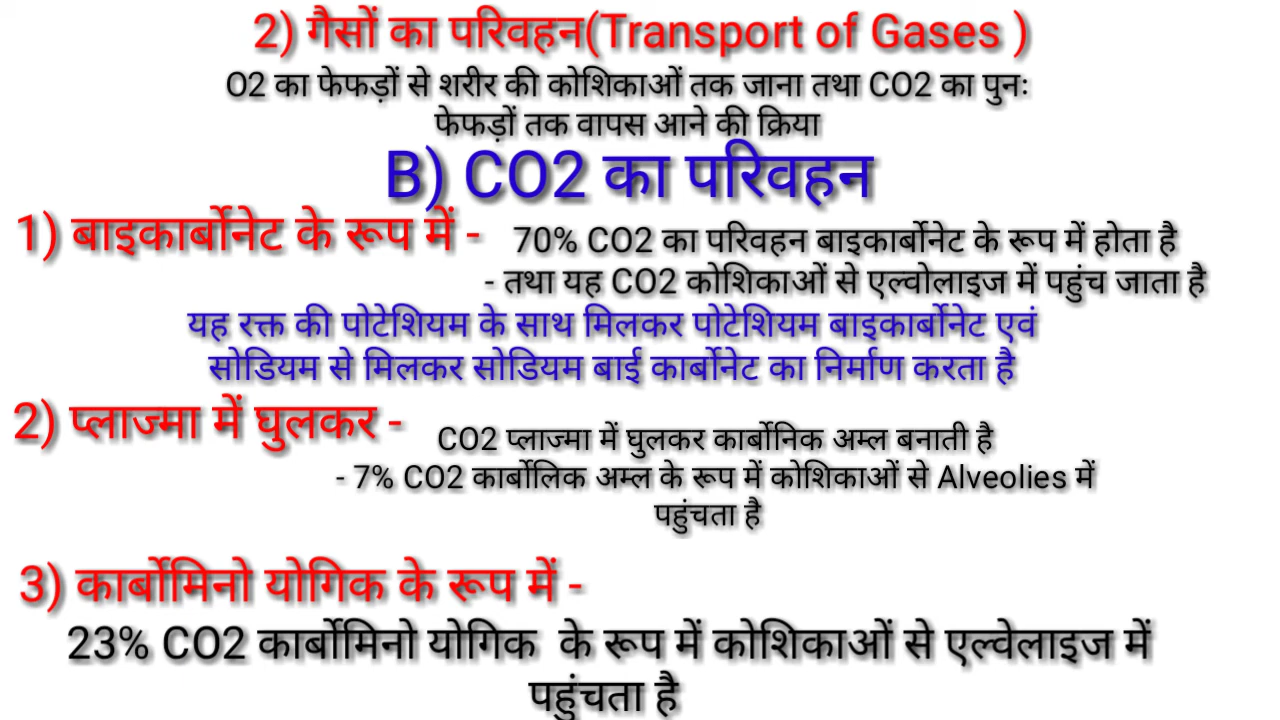 2) गैसों का परिवहन(Transport of Gases )
O2 का फेफड़ों से शरीर की कोशिकाओं तक जाना तथा CO2 का पुनः
फेफड़ों तक वापस आने की क्रिया
B) CO2 का परिवहन
1) बाइकार्बोनेट के रूप में -
70% CO2 का परिवहन बाइकार्बोनेट के रूप में होता है
- तथा यह CO2 कोशिकाओं से एल्वोलाइज में पहुंच जाता है
यह रक्त की पोटेशियम के साथ मिलकर पोटेशियम बाइकार्बोनेट एवं
सोडियम से मिलकर सोडियम बाई कार्बोनेट का निर्माण करता है
2) प्लाज्मा में घुलकर -
CO2 प्लाज्मा में घुलकर कार्बोनिक अम्ल बनाती है
- 7% CO2 कार्बोलिक अम्ल के रूप में कोशिकाओं से Alveolies में
पहुंचता है
3) कार्बोमिनो योगिक के रूप में -
23% CO2 कार्बोमिनो योगिक के रूप में कोशिकाओं से एल्वेलाइज में
पहुंचता है